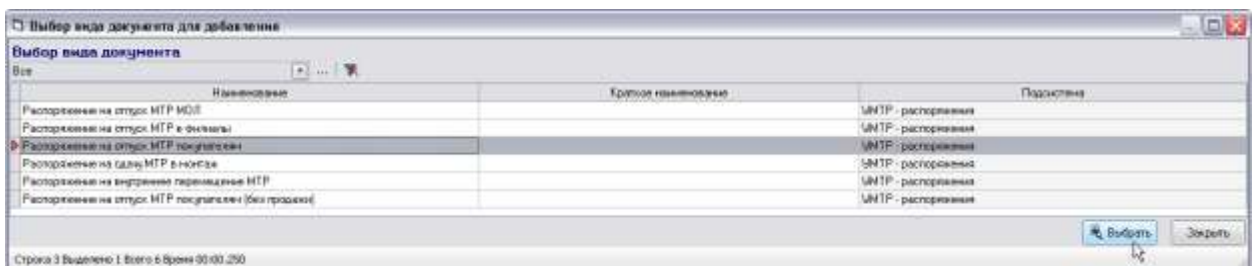 Выбор вида документа для добавления
Выбор вида документа
Все ...
Наименование Краткое наименование Подсистема
Распоряжение на отпуск МТР МОЛ УМТР - распоряжения
Распоряжение на отпуск МТР в филиалы УМТР - распоряжения
Распоряжение на отпуск МТР покупателям УМТР - распоряжения
Распоряжение на сдачу МТР в монтаж УМТР - распоряжения
Распоряжение на внутреннее перемещение МТР УМТР - распоряжения
Распоряжение на отпуск МТР покупателям (без продажи) УМТР - распоряжения
Выбрать Закрыть
Строка 3 Выделено 1 Всего 6 Время 00:00.250